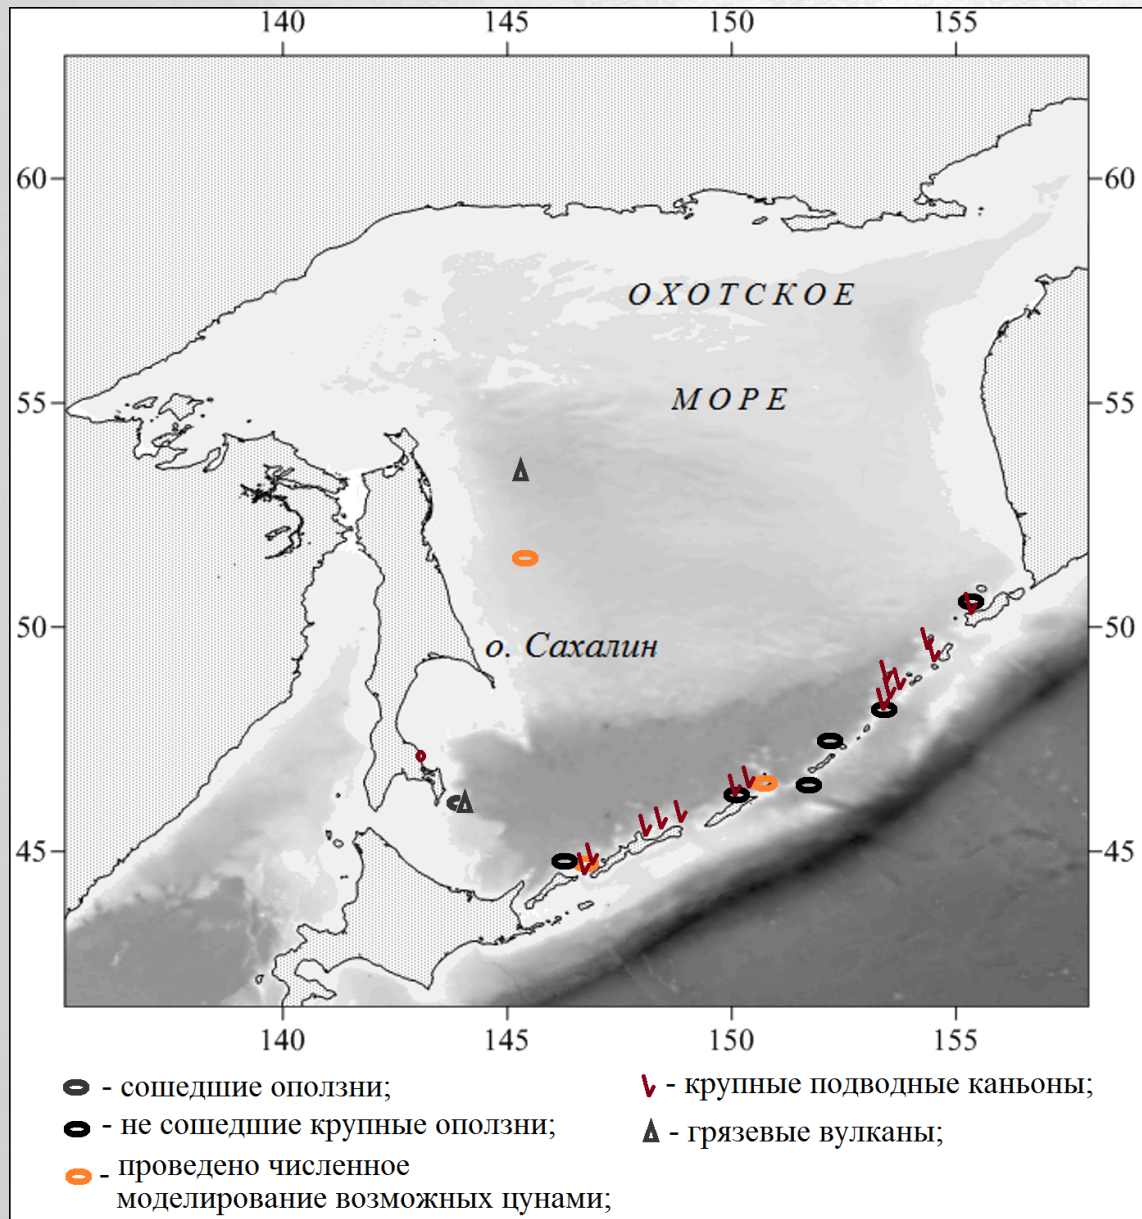 140 145 150 155
60 60
ОХОТСКОЕ
МОРЕ
55 55
50 50
о. Сахалин
45 45
140 145 150 155
- сошедшие оползни;
- не сошедшие крупные оползни;
- проведено численное
моделирование возможных цунами;
- крупные подводные каньоны;
- грязевые вулканы;